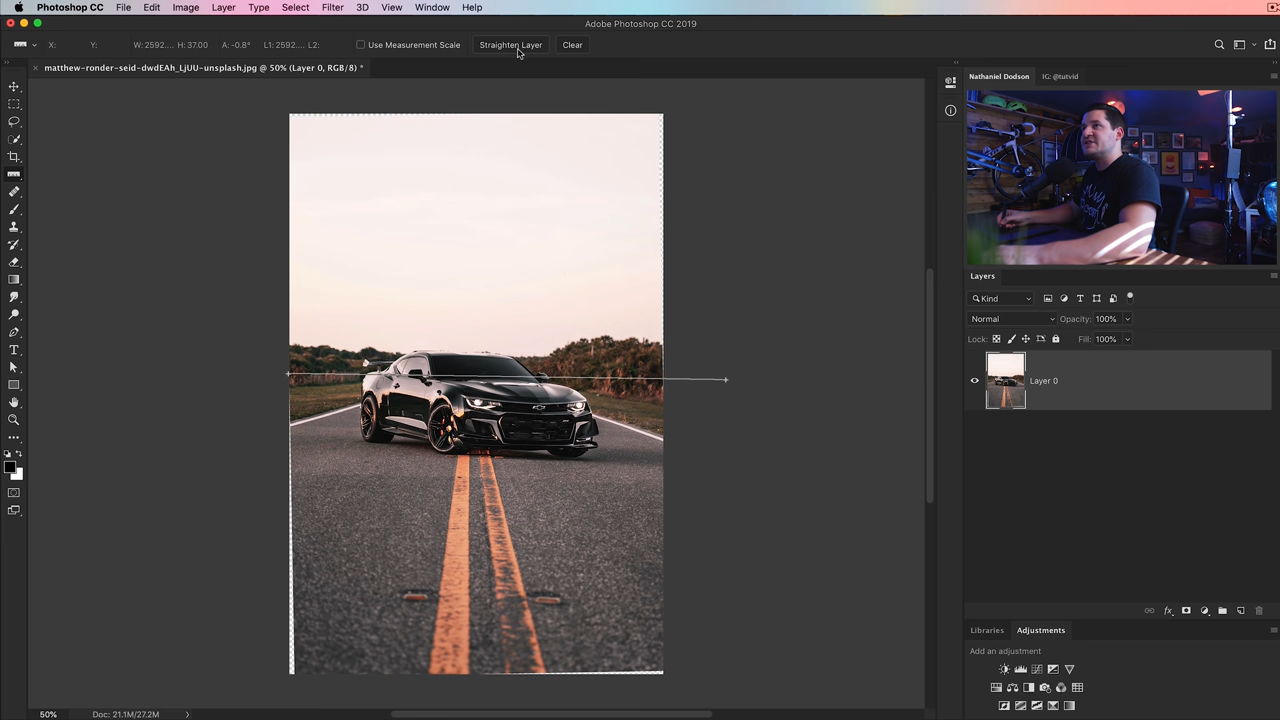 Photoshop CC File Edit Image Layer Type Select Filter 3D View Window Help
Adobe Photoshop CC 2019
X: Y: W: 2592.... H: 37.00 A: -0.8° L1: 2592.... L2: Use Measurement Scale Straighten Layer Clear
× matthew-ronder-seid-dwdEAh_LjUU-unsplash.jpg @ 50% (Layer 0, RGB/8) *
Nathaniel Dodson IG: @tutvid
Layers
Kind
Normal Opacity: 100%
Lock: Fill: 100%
Layer 0
fx
Libraries Adjustments
Add an adjustment
50% Doc: 21.1M/27.2M